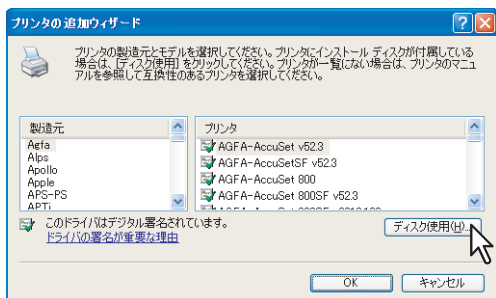 プリンタの追加ウィザード
プリンタの製造元とモデルを選択してください。プリンタにインストール ディスクが付属している
場合は、[ディスク使用] をクリックしてください。プリンタが一覧にない場合は、プリンタのマニュ
アルを参照して互換性のあるプリンタを選択してください。
製造元
Agfa
Alps
Apollo
Apple
APS-PS
APTi
プリンタ
AGFA-AccuSet v52.3
AGFA-AccuSetSF v52.3
AGFA-AccuSet 800
AGFA-AccuSet 800SF v52.3
このドライバはデジタル署名されています。
ドライバの署名が重要な理由
ディスク使用(H)...
OK
キャンセル